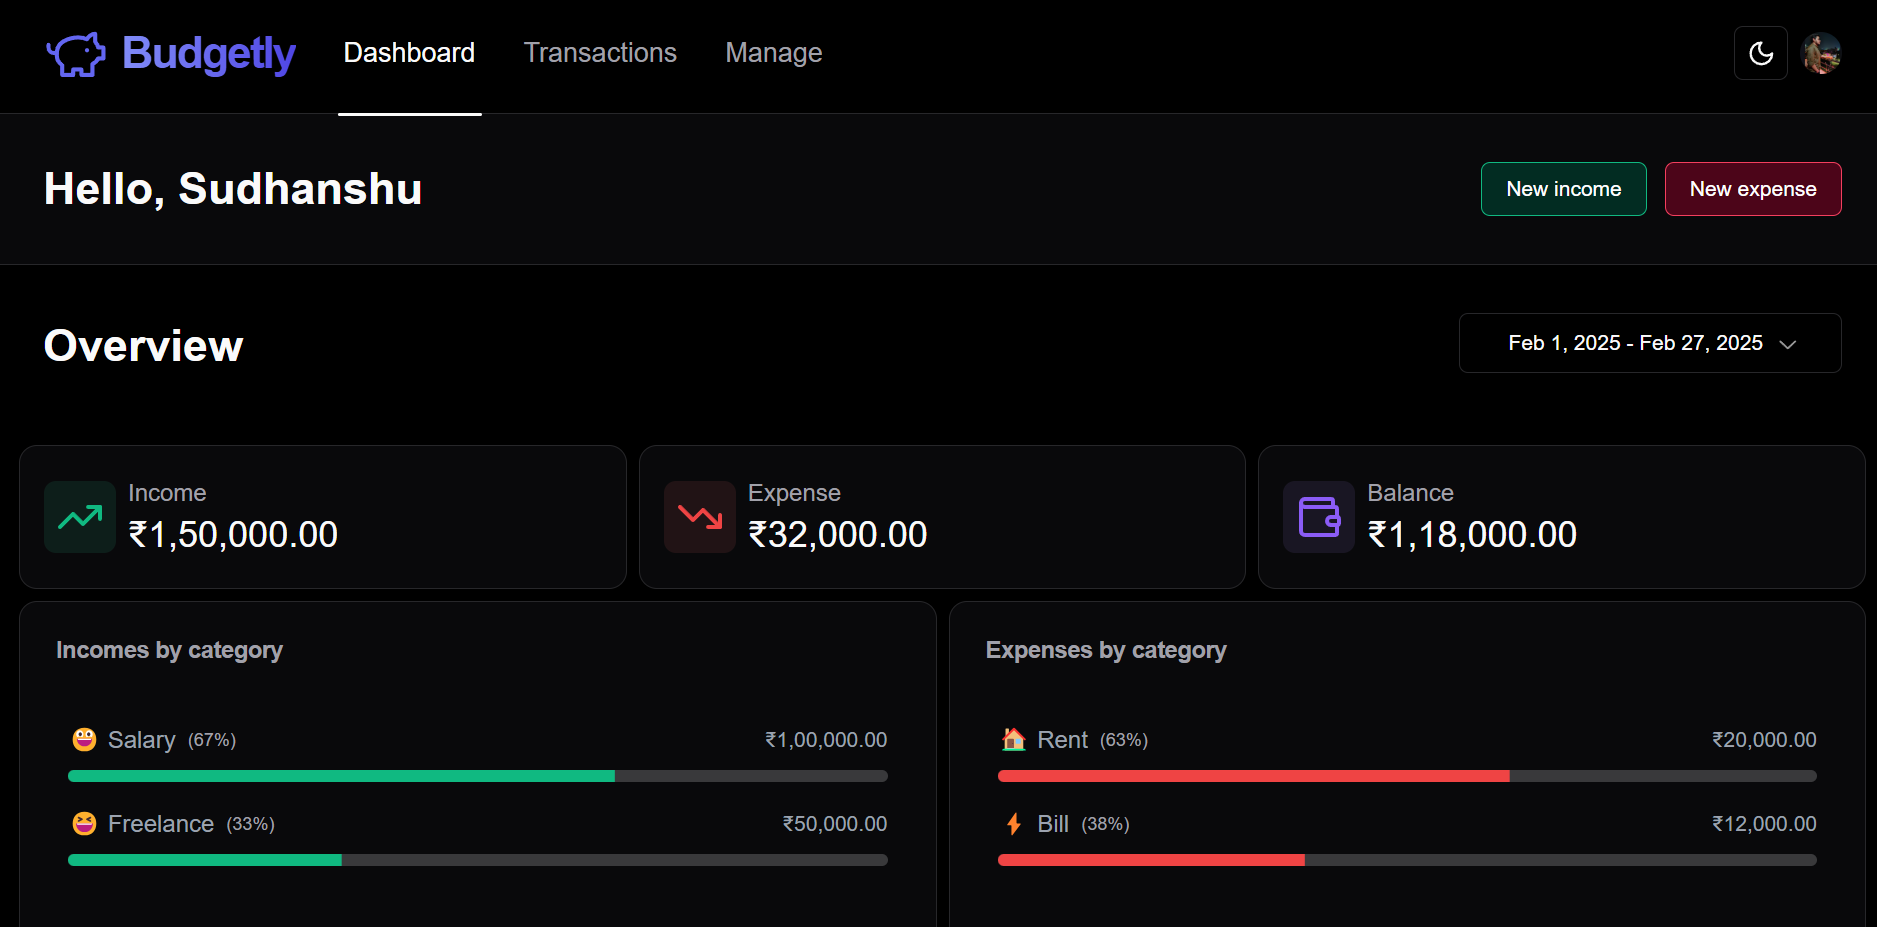 Budgetly Dashboard Transactions Manage
Hello, Sudhanshu
New income New expense
Overview
Feb 1, 2025 - Feb 27, 2025
Income
₹1,50,000.00
Expense
₹32,000.00
Balance
₹1,18,000.00
Incomes by category
Salary (67%) ₹1,00,000.00
Freelance (33%) ₹50,000.00
Expenses by category
Rent (63%) ₹20,000.00
Bill (38%) ₹12,000.00